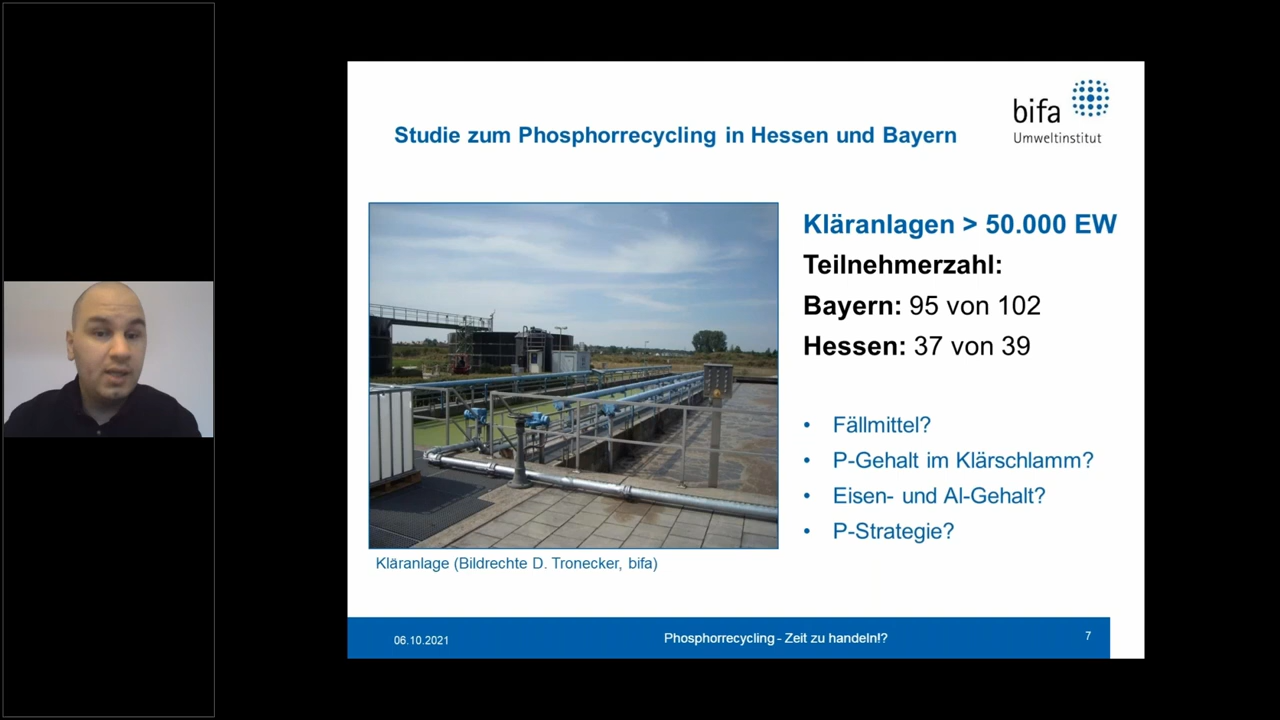 bifa
Umweltinstitut
Studie zum Phosphorrecycling in Hessen und Bayern
Kläranlagen > 50.000 EW
Teilnehmerzahl:
Bayern: 95 von 102
Hessen: 37 von 39
• Fällmittel?
• P-Gehalt im Klärschlamm?
• Eisen- und Al-Gehalt?
• P-Strategie?
Kläranlage (Bildrechte D. Tronecker, bifa)
06.10.2021
Phosphorrecycling - Zeit zu handeln!?
7